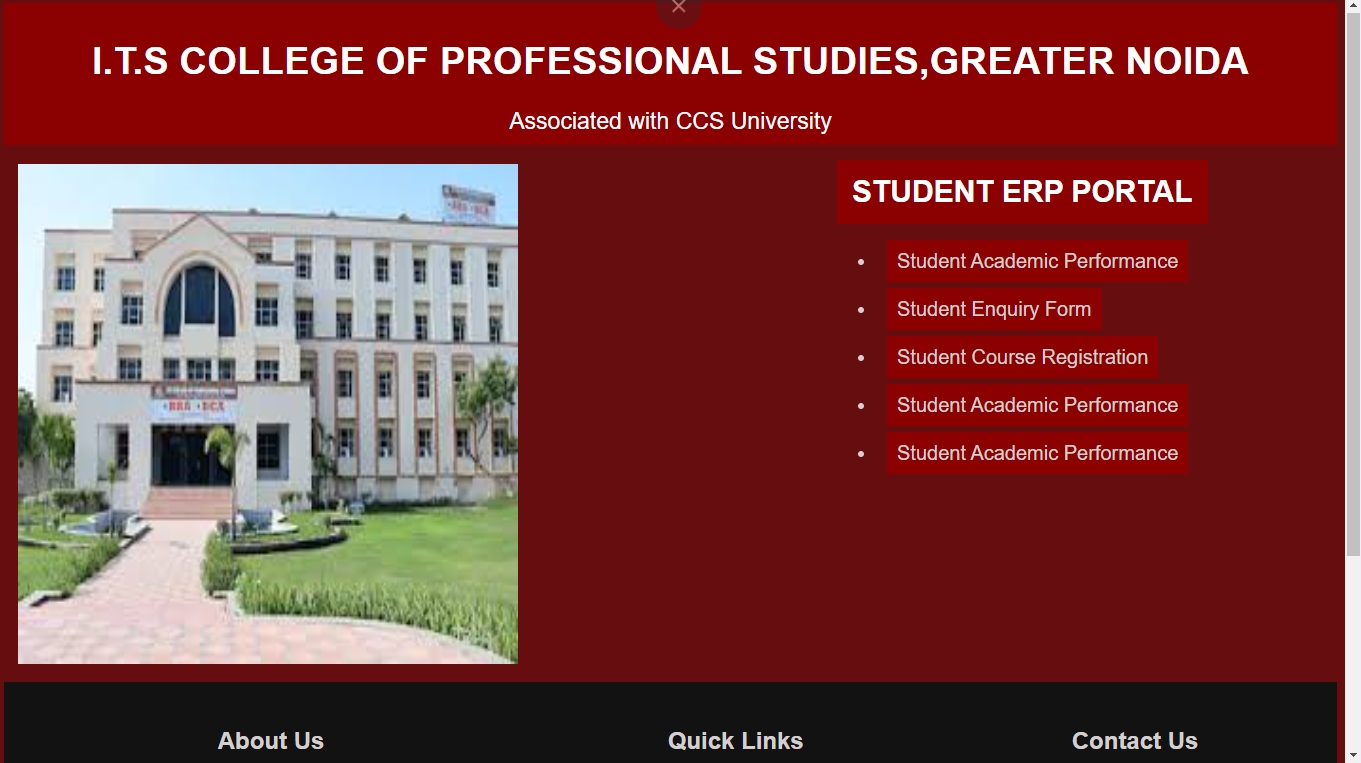 I.T.S COLLEGE OF PROFESSIONAL STUDIES,GREATER NOIDA
Associated with CCS University
STUDENT ERP PORTAL
Student Academic Performance
Student Enquiry Form
Student Course Registration
Student Academic Performance
Student Academic Performance
BBA BCA
BBA BCA
About Us
Quick Links
Contact Us